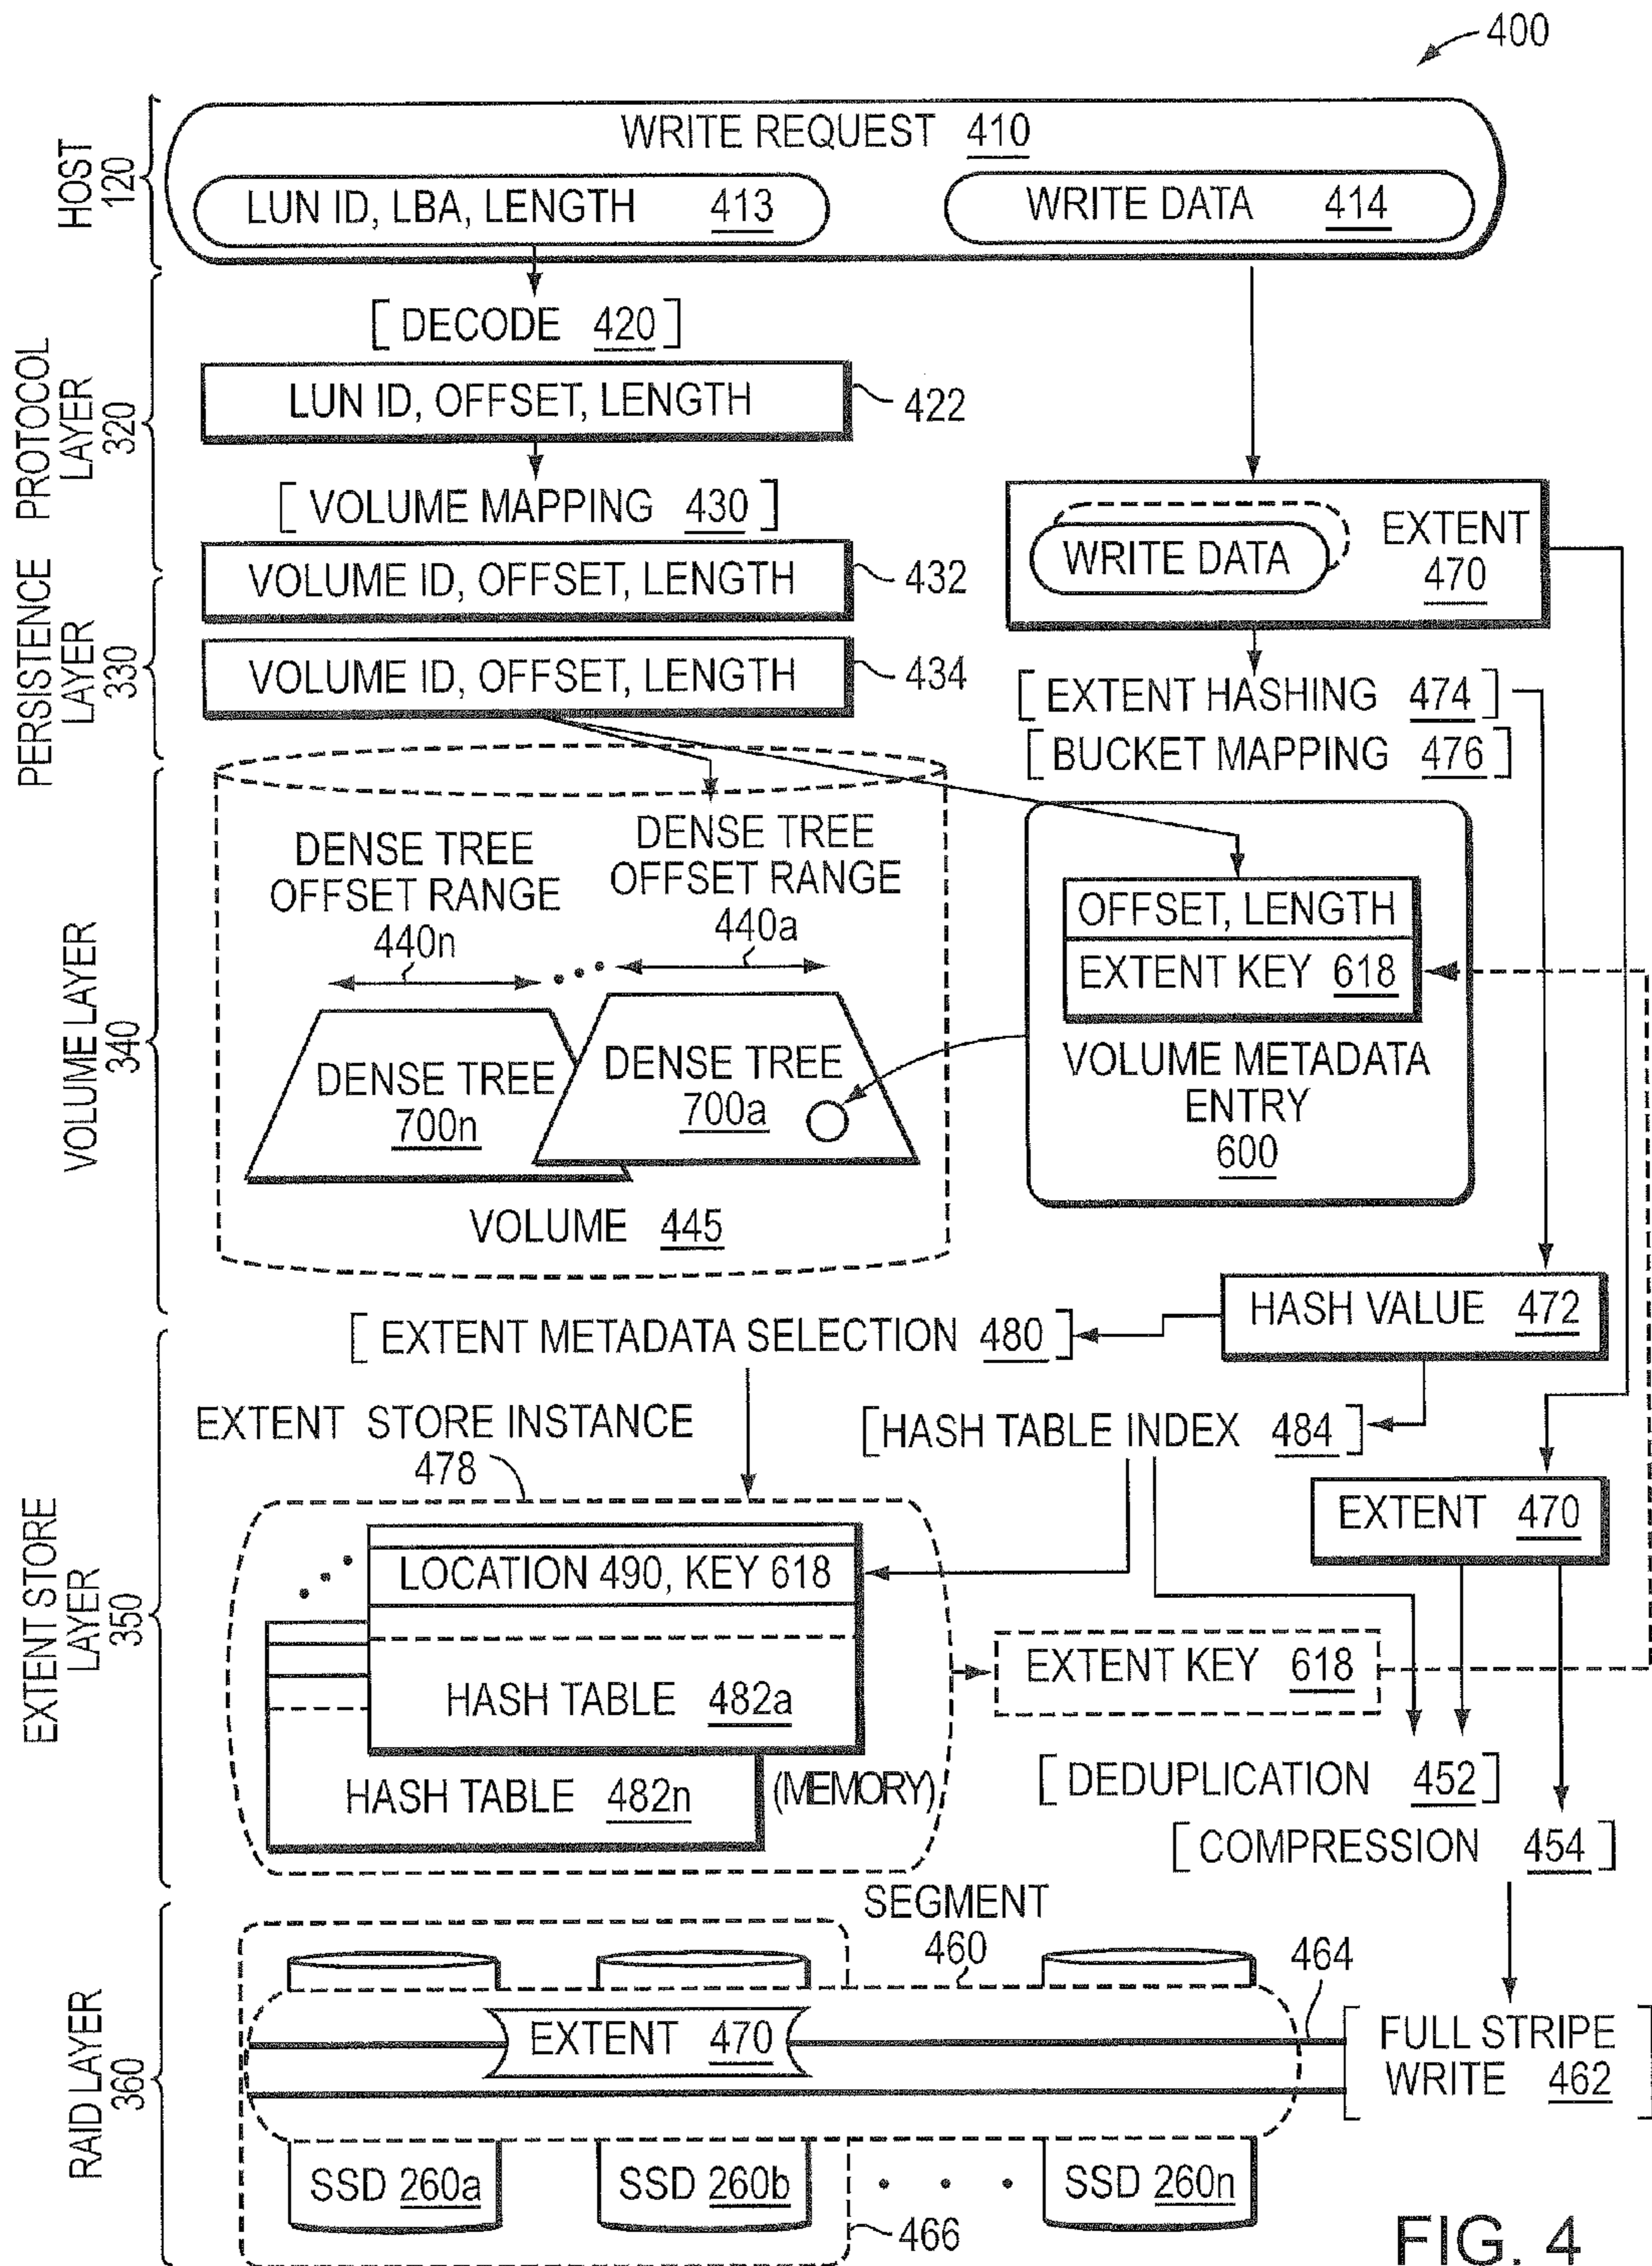 400
HOST
120
WRITE REQUEST 410
LUN ID, LBA, LENGTH 413
WRITE DATA 414
PROTOCOL
LAYER
320
[DECODE 420]
LUN ID, OFFSET, LENGTH
422
[VOLUME MAPPING 430]
WRITE DATA
EXTENT
470
PERSISTENCE
LAYER
330
VOLUME ID, OFFSET, LENGTH
432
VOLUME ID, OFFSET, LENGTH
434
[EXTENT HASHING 474]
[BUCKET MAPPING 476]
VOLUME LAYER
340
DENSE TREE
OFFSET RANGE
440n
DENSE TREE
OFFSET RANGE
440a
DENSE TREE
700n
DENSE TREE
700a
VOLUME 445
OFFSET, LENGTH
EXTENT KEY 618
VOLUME METADATA
ENTRY
600
HASH VALUE 472
EXTENT STORE
LAYER
350
[EXTENT METADATA SELECTION 480]
EXTENT STORE INSTANCE
478
[HASH TABLE INDEX 484]
EXTENT 470
LOCATION 490, KEY 618
HASH TABLE 482a
HASH TABLE 482n
(MEMORY)
EXTENT KEY 618
[DEDUPLICATION 452]
[COMPRESSION 454]
RAID LAYER
360
SEGMENT
460
464
EXTENT 470
[FULL STRIPE
WRITE 462]
SSD 260a
SSD 260b
. . .
SSD 260n
466
FIG. 4